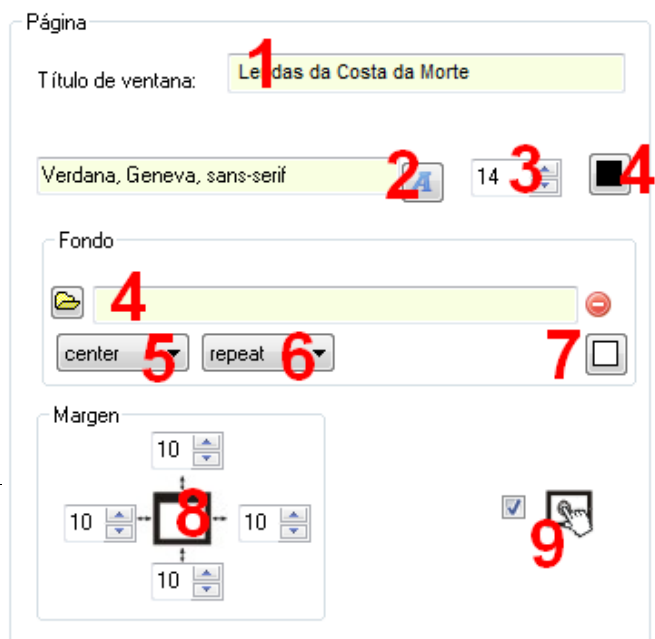 Página
Título de ventana:
1
Lendas da Costa da Morte
Verdana, Geneva, sans-serif
2
A
14
3
4
Fondo
4
center
5
repeat
6
7
Margen
10
10
8
10
10
9